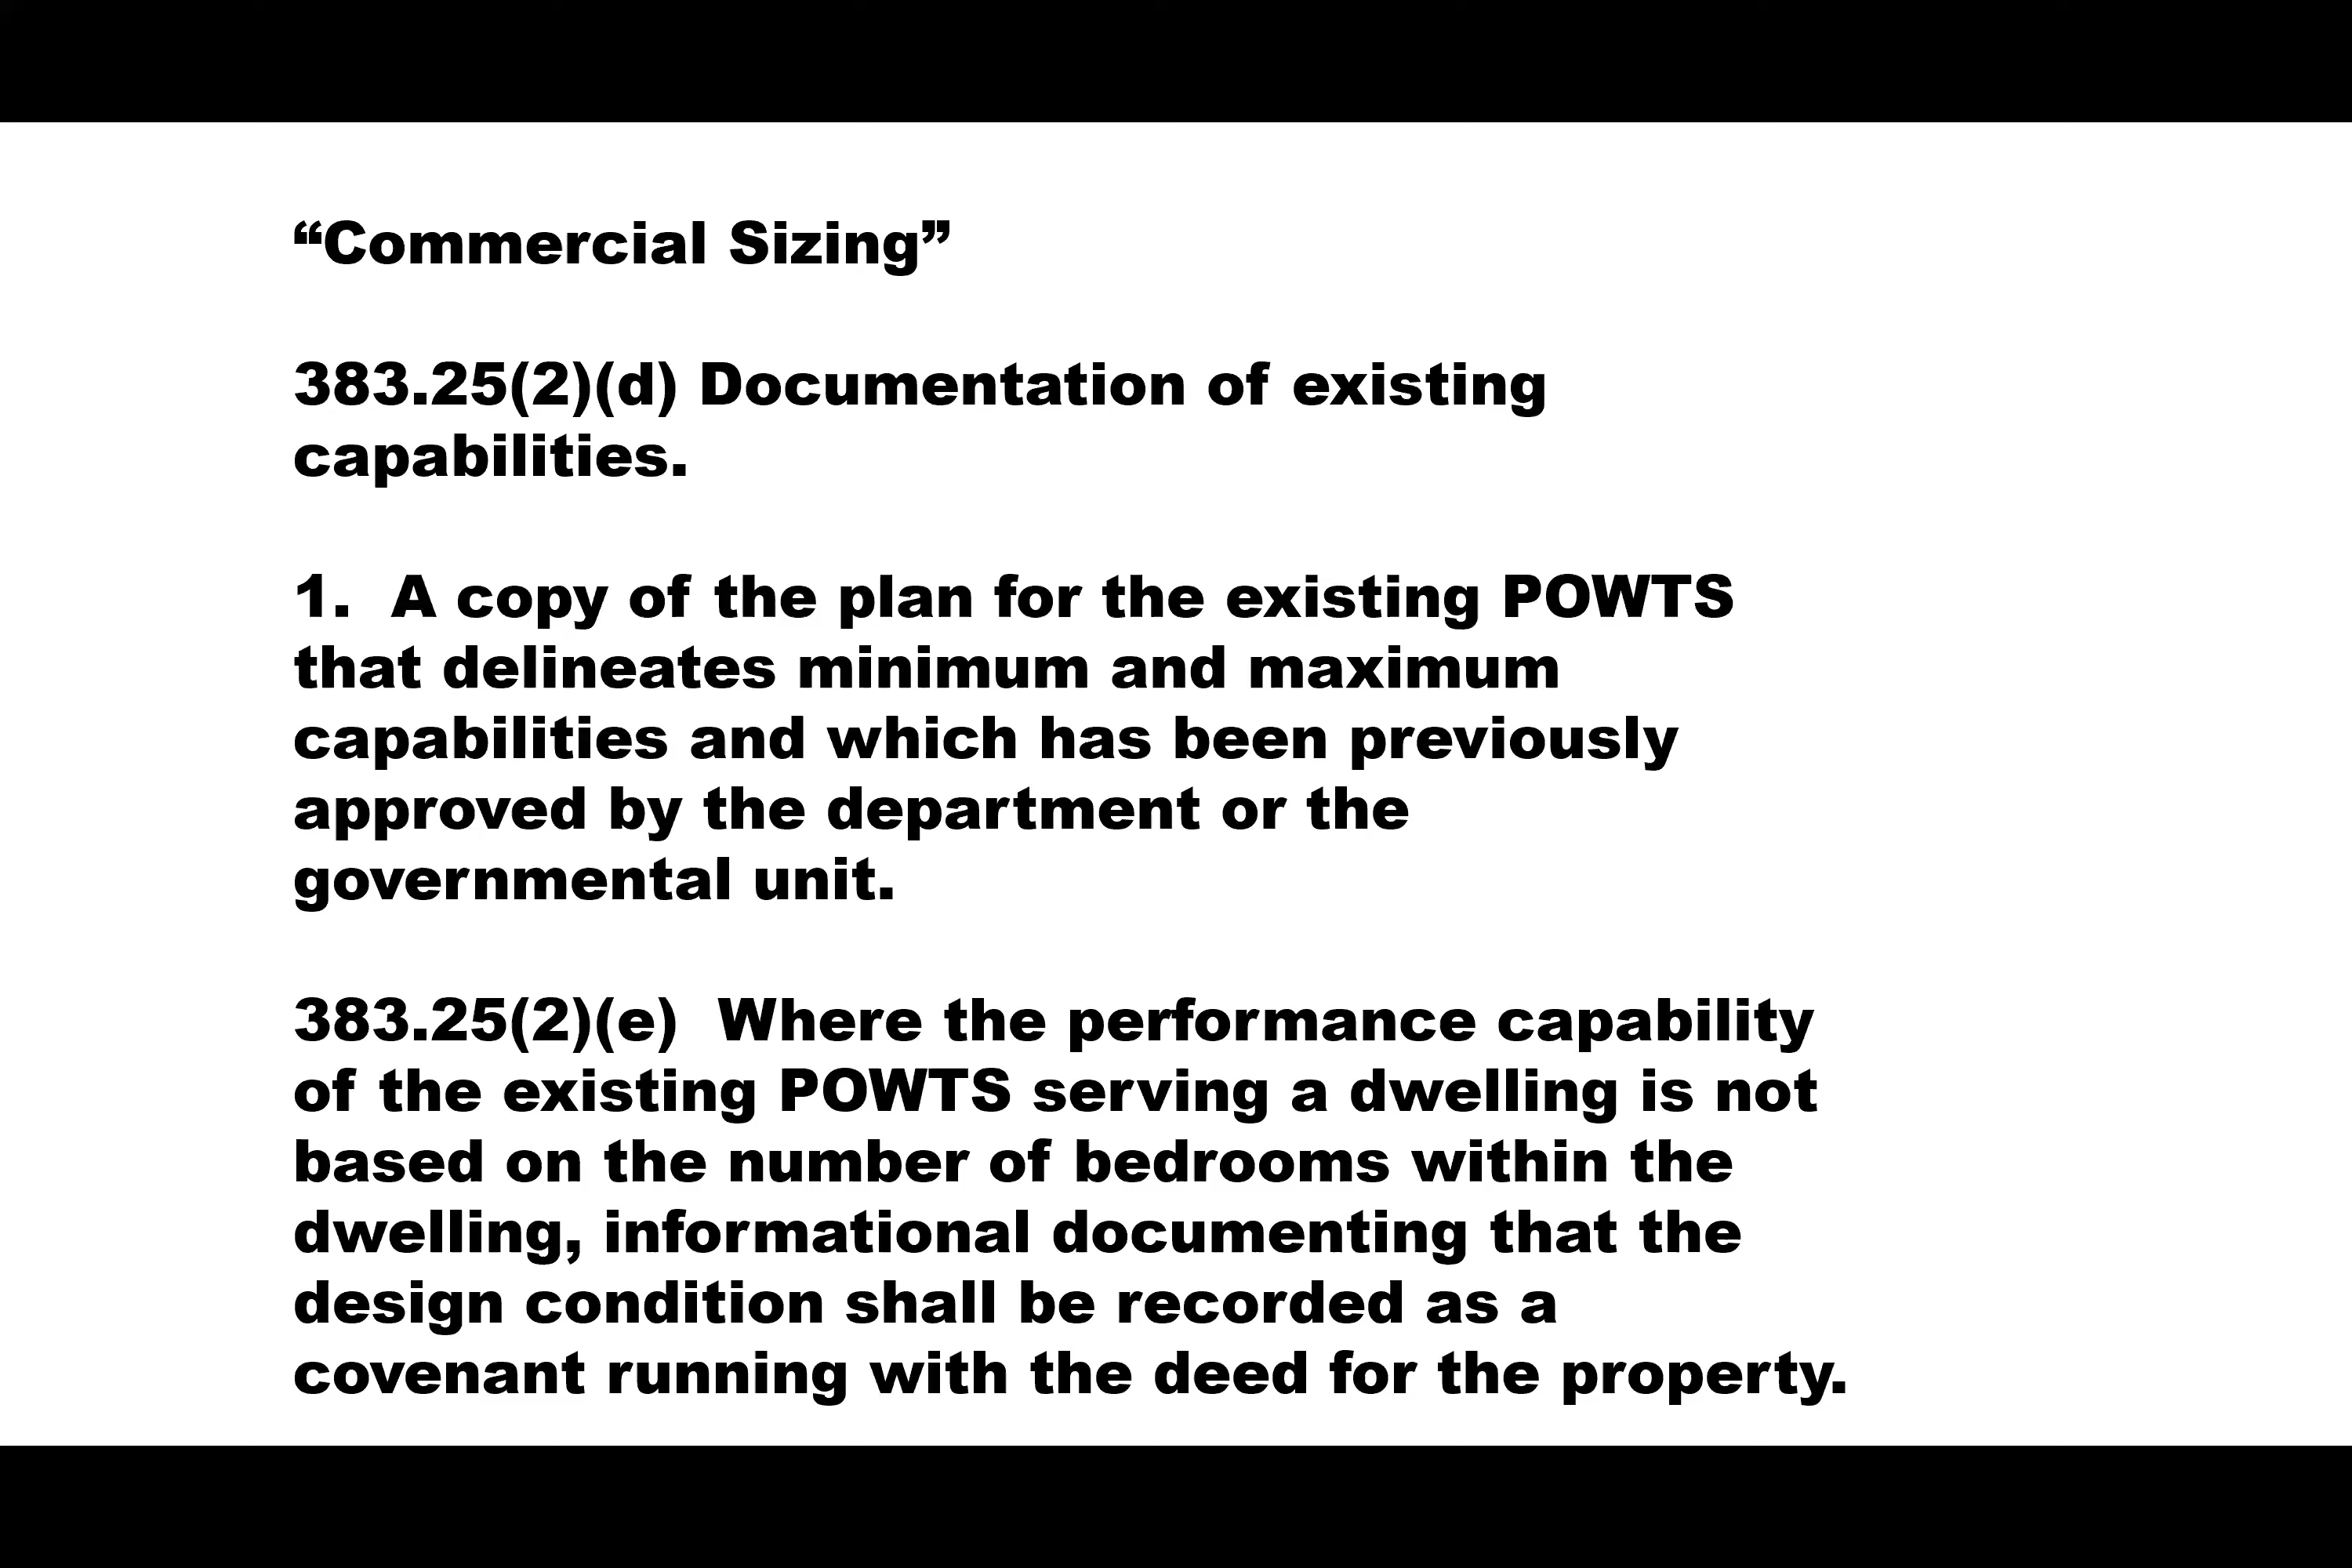 “Commercial Sizing”
383.25(2)(d) Documentation of existing
capabilities.
1.  A copy of the plan for the existing POWTS
that delineates minimum and maximum
capabilities and which has been previously
approved by the department or the
governmental unit.
383.25(2)(e)  Where the performance capability
of the existing POWTS serving a dwelling is not
based on the number of bedrooms within the
dwelling, informational documenting that the
design condition shall be recorded as a
covenant running with the deed for the property.